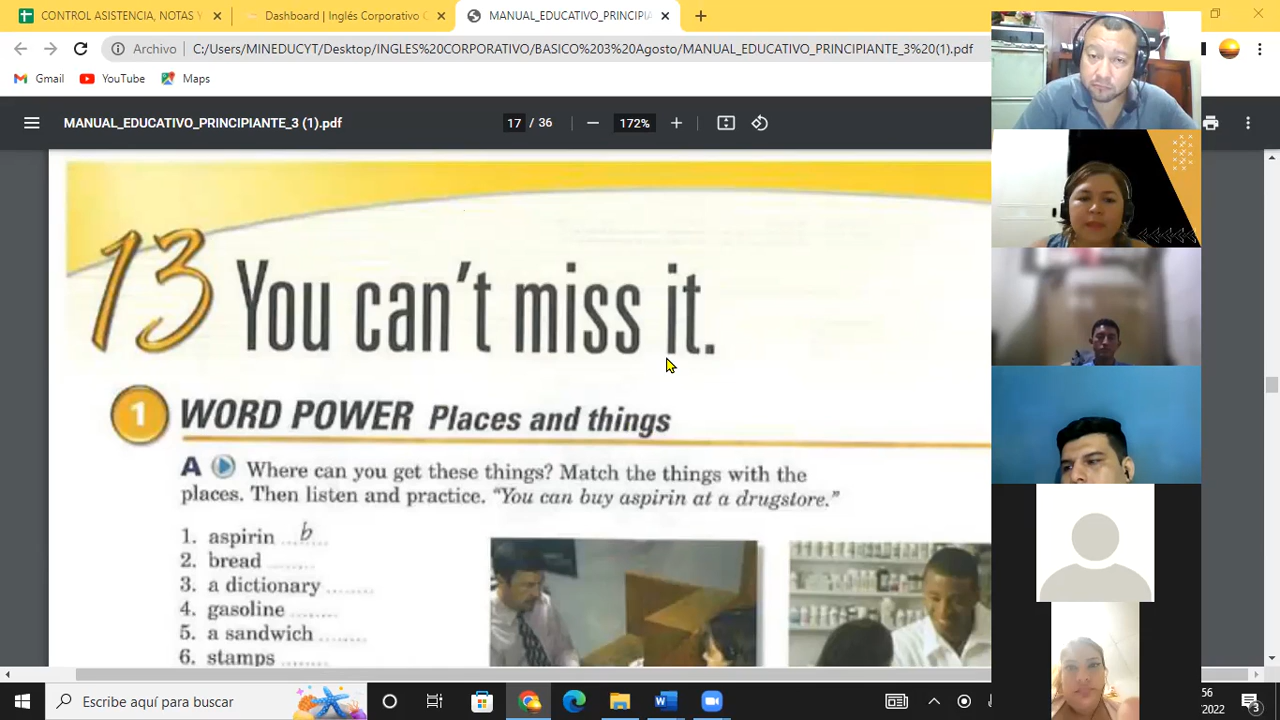 CONTROL ASISTENCIA, NOTAS Y
Dashboard | Inglés Corporativo C
MANUAL_EDUCATIVO_PRINCIPIA
Archivo
C:/Users/MINEDUCYT/Desktop/INGLES%20CORPORATIVO/BASICO%203%20Agosto/MANUAL_EDUCATIVO_PRINCIPIANTE_3%20(1).pdf
Gmail
YouTube
Maps
MANUAL_EDUCATIVO_PRINCIPIANTE_3 (1).pdf
17 / 36
172%
13 You can't miss it.
1 WORD POWER Places and things
A Where can you get these things? Match the things with the
places. Then listen and practice. "You can buy aspirin at a drugstore."
1. aspirin b
2. bread
3. a dictionary
4. gasoline
5. a sandwich
6. stamps
Escribe aquí para buscar
56
2022
3